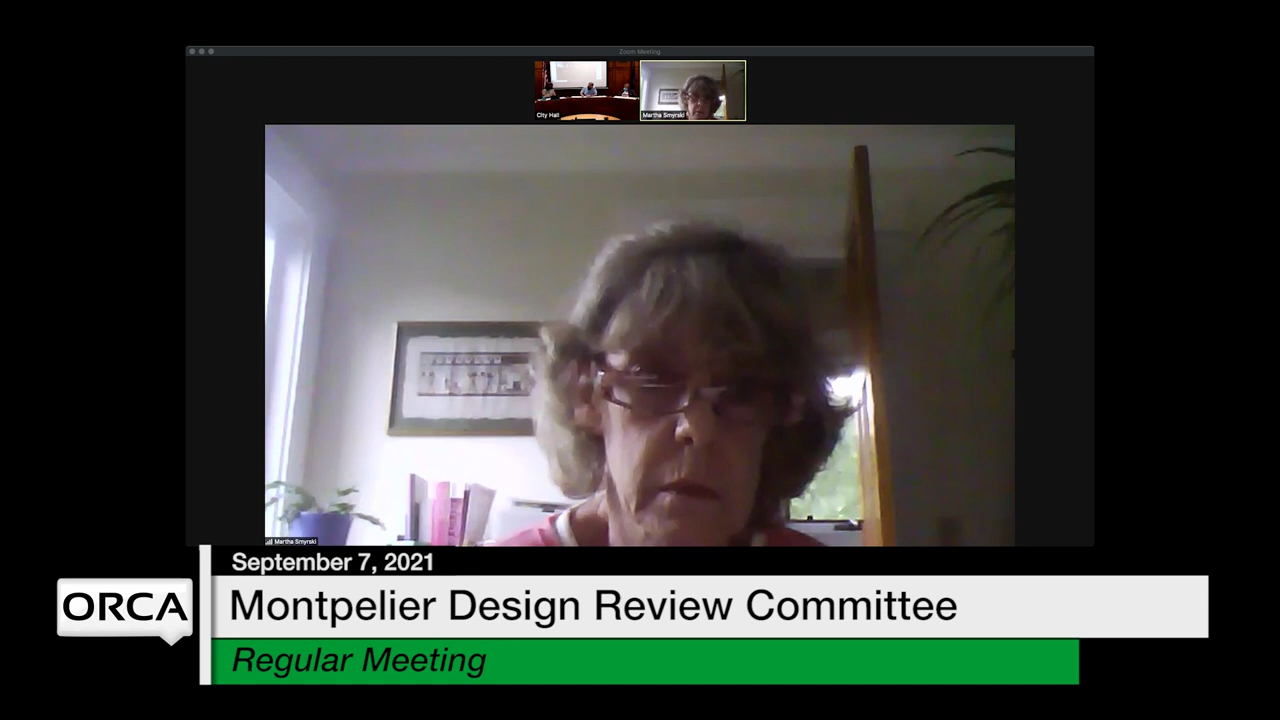 Zoom Meeting
City Hall
Martha Smyrski
Martha Smyrski
September 7, 2021
ORCA
Montpelier Design Review Committee
Regular Meeting